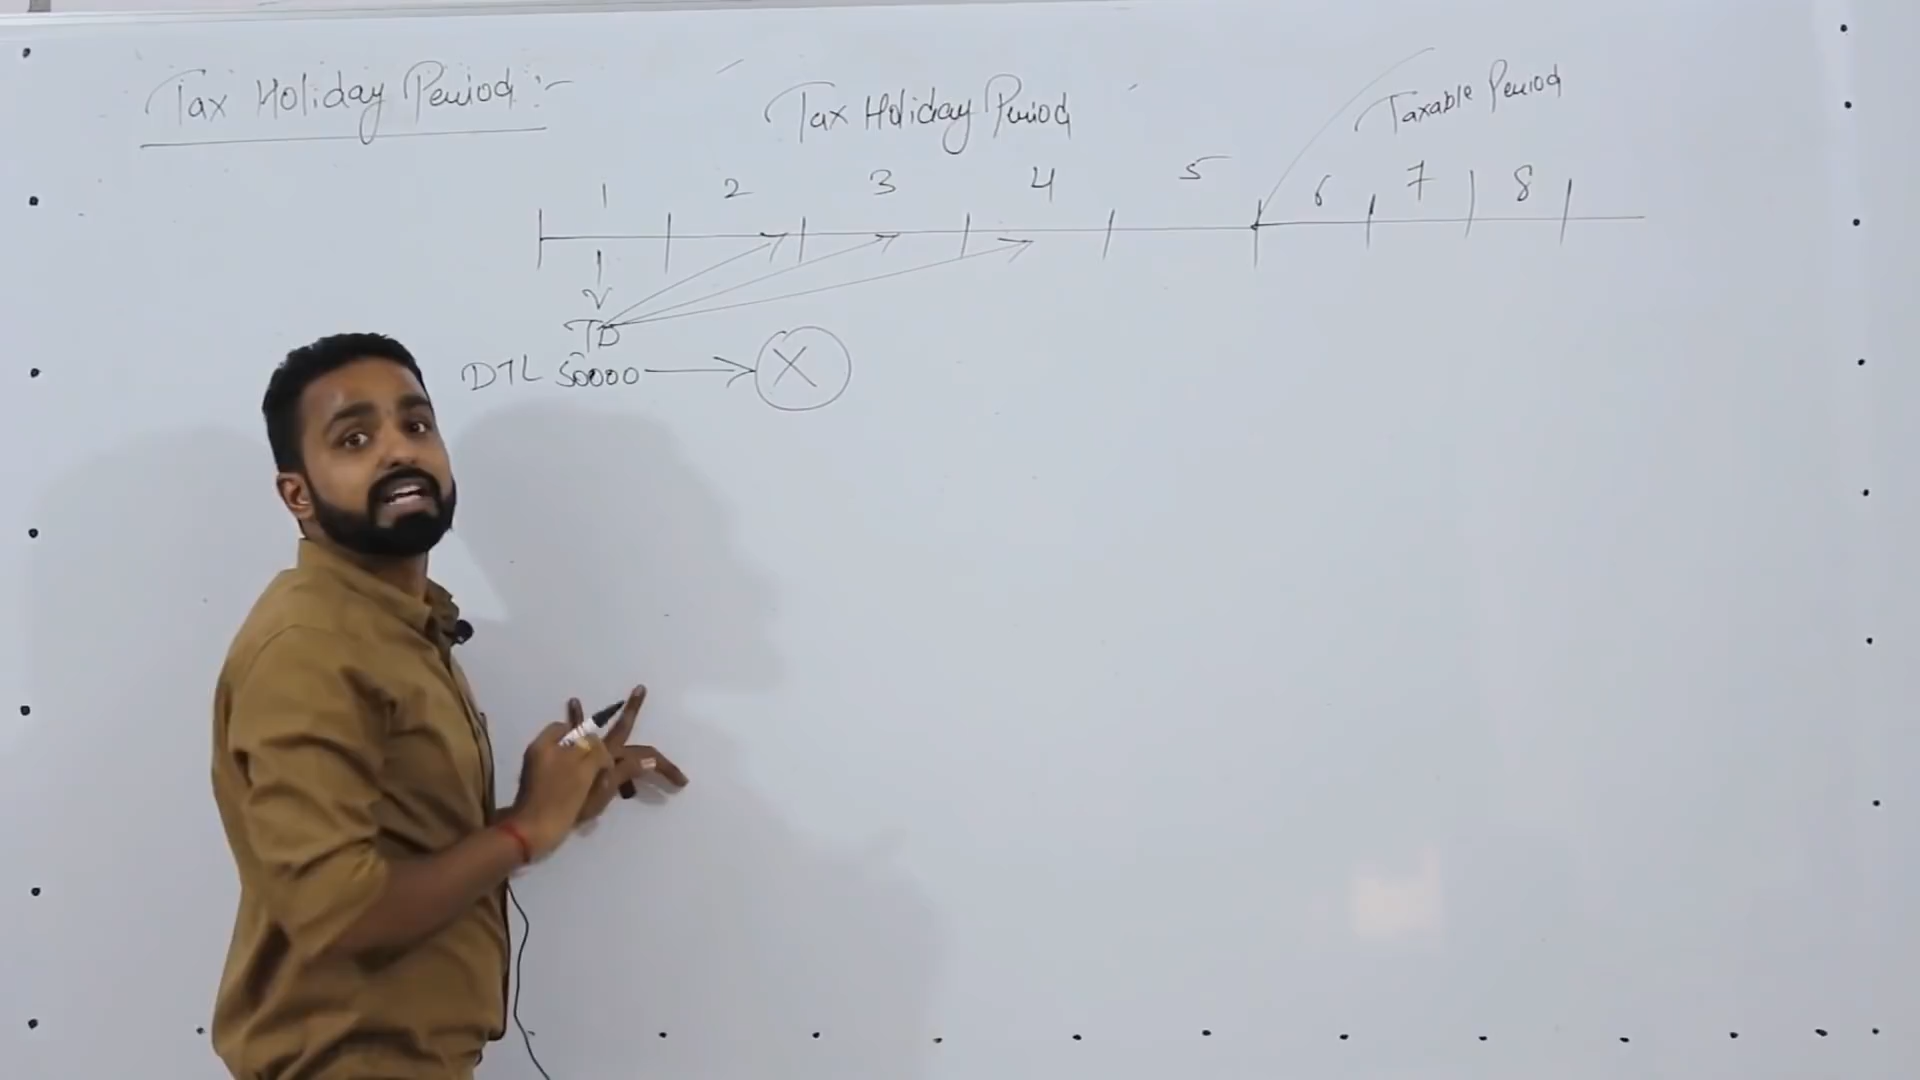 Tax Holiday Period :-
Tax Holiday Period
Taxable Period
1 2 3 4 5 6 7 8
TD
DTL 50000 X